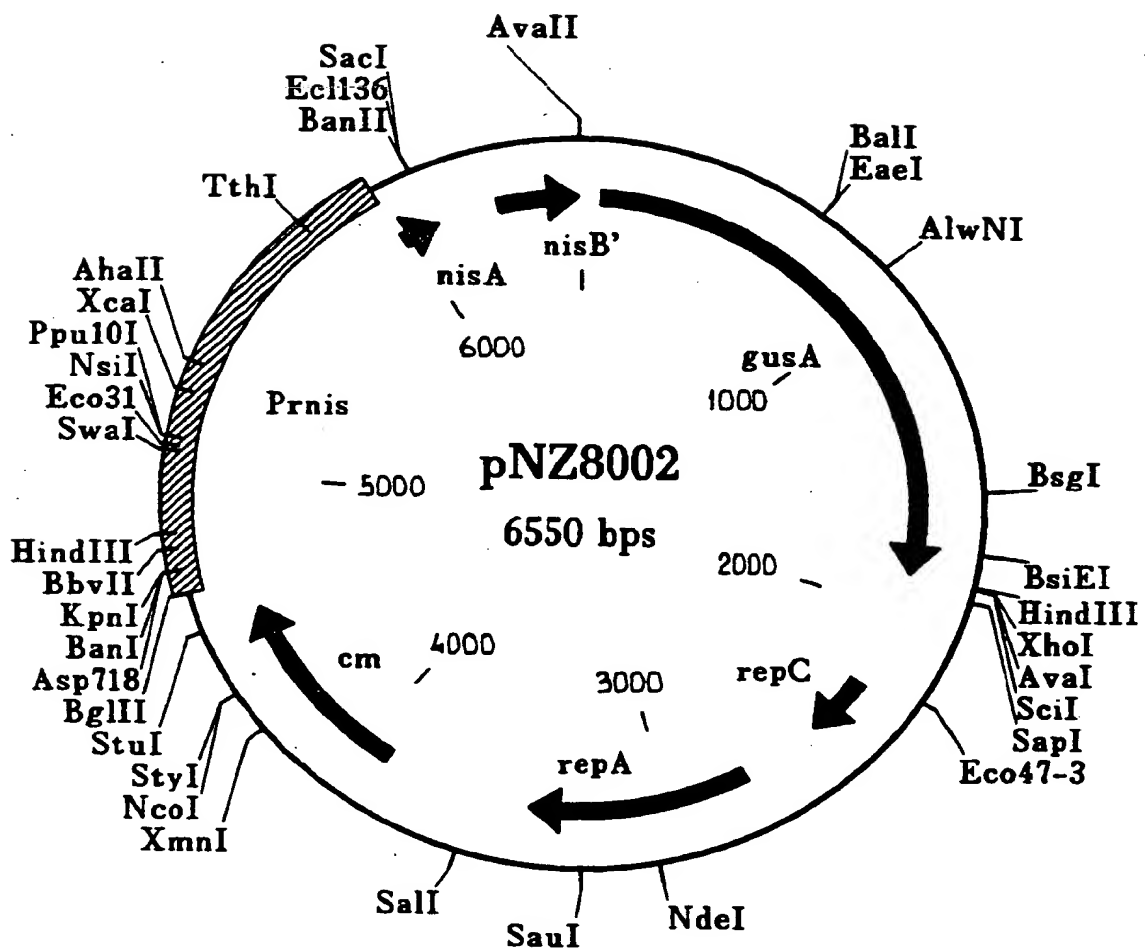 AvaII
SacI
Ecl136
BanII
BalI
EaeI
TthI
AlwNI
nisB'
nisA
AhaII
XcaI
Ppu10I
NsiI
Eco31
SwaI
6000
gusA
1000
Prnis
pNZ8002
5000
6550 bps
BsgI
HindIII
BbvII
KpnI
BanI
Asp718
BglII
StuI
StyI
NcoI
XmnI
2000
BsiEI
HindIII
XhoI
AvaI
SciI
SapI
Eco47-3
cm
4000
3000
repC
repA
SalI
SauI
NdeI